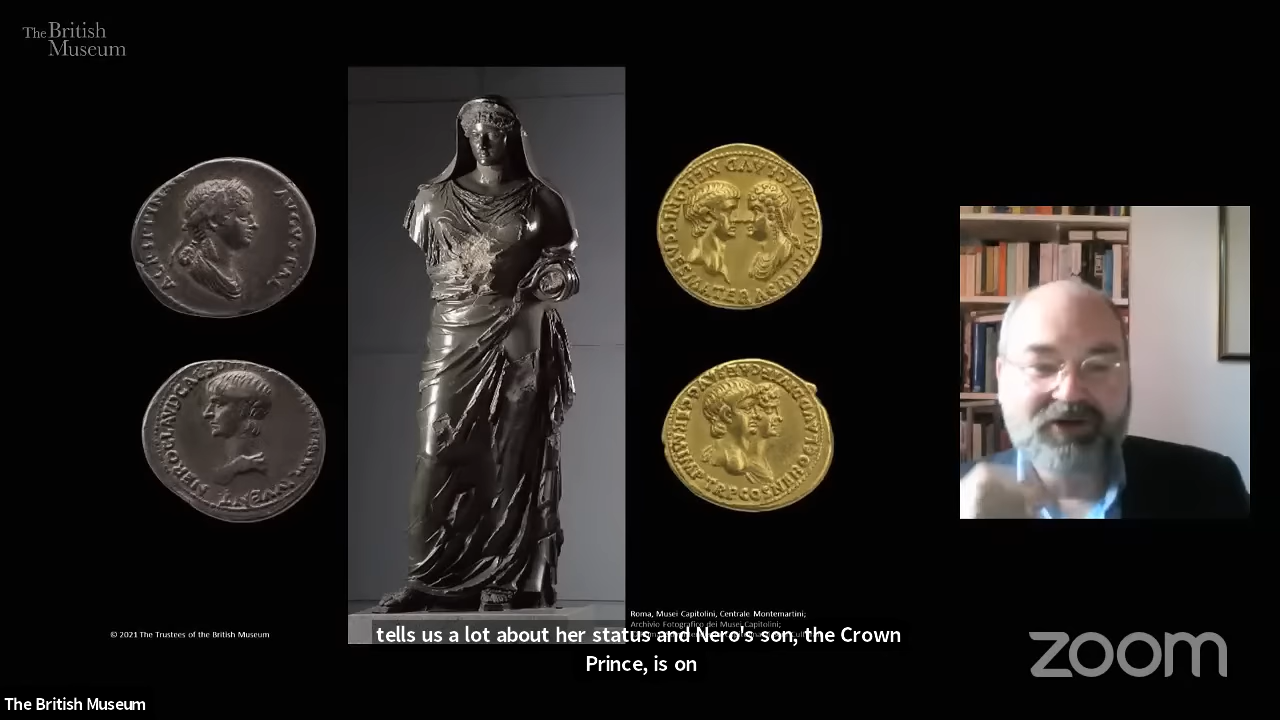 The British
Museum
AGRIPPIN
AVGVSTAE
Roma, Musei Capitolini, Centrale Montemartini;
Archivio Fotografico dei Musei Capitolini;
© 2021 The Trustees of the British Museum
tells us a lot about her status and Nero's son, the Crown
Prince, is on
zoom
The British Museum